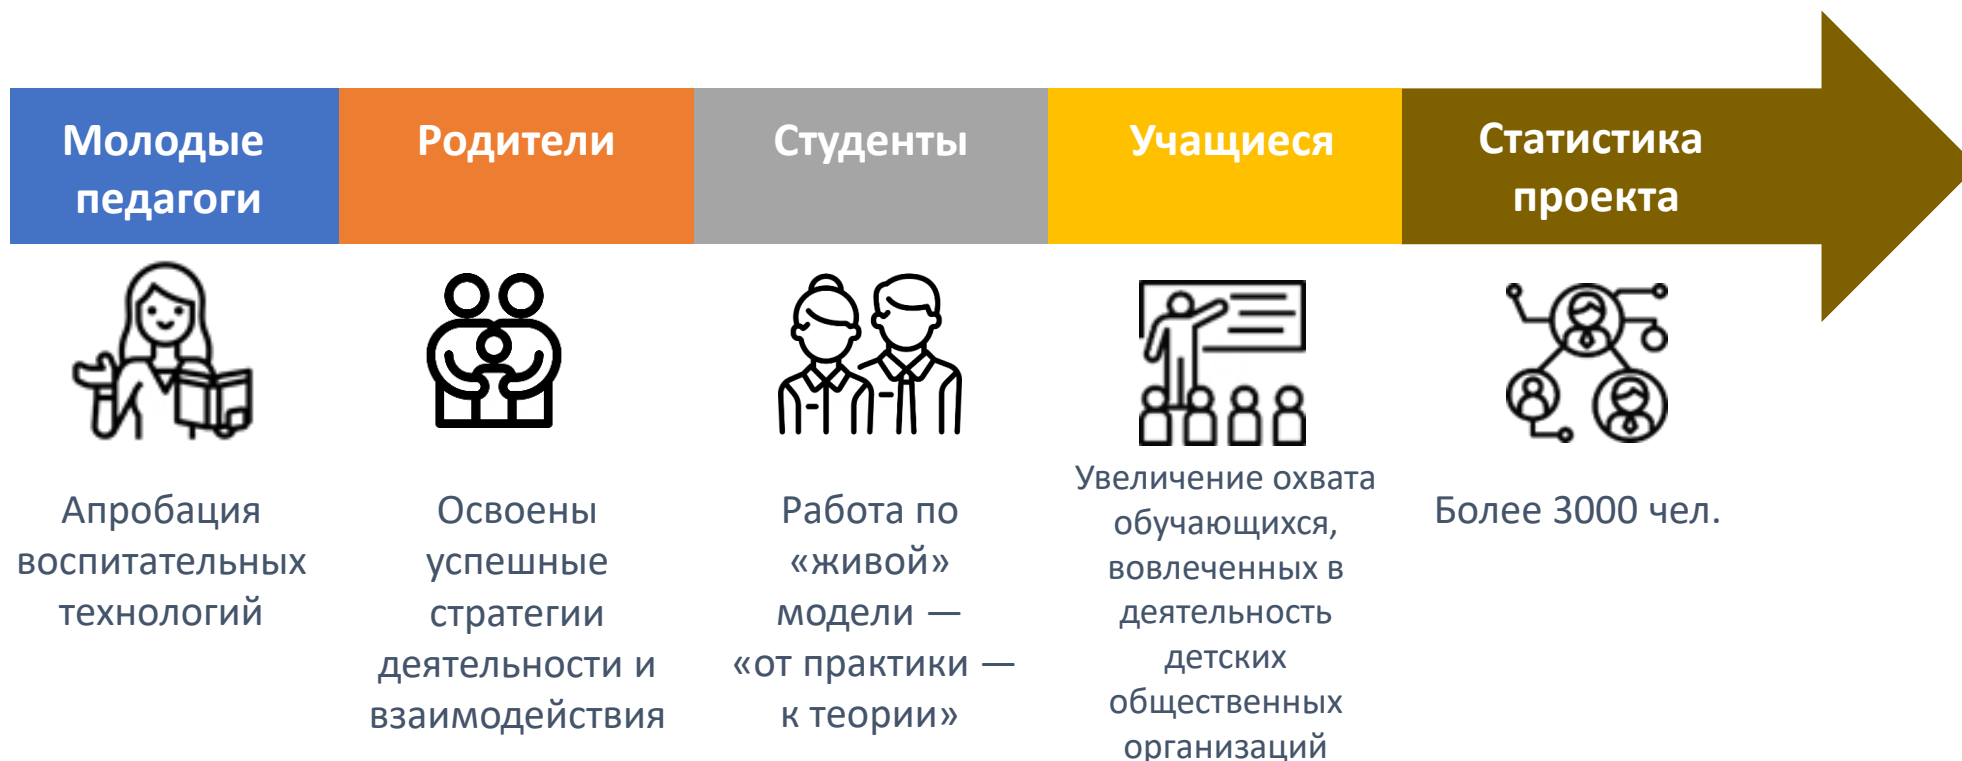 Молодые
педагоги
Родители
Студенты
Учащиеся
Статистика
проекта
Апробация
воспитательных
технологий
Освоены
успешные
стратегии
деятельности и
взаимодействия
Работа по
«живой»
модели —
«от практики —
к теории»
Увеличение охвата
обучающихся,
вовлеченных в
деятельность
детских
общественных
организаций
Более 3000 чел.